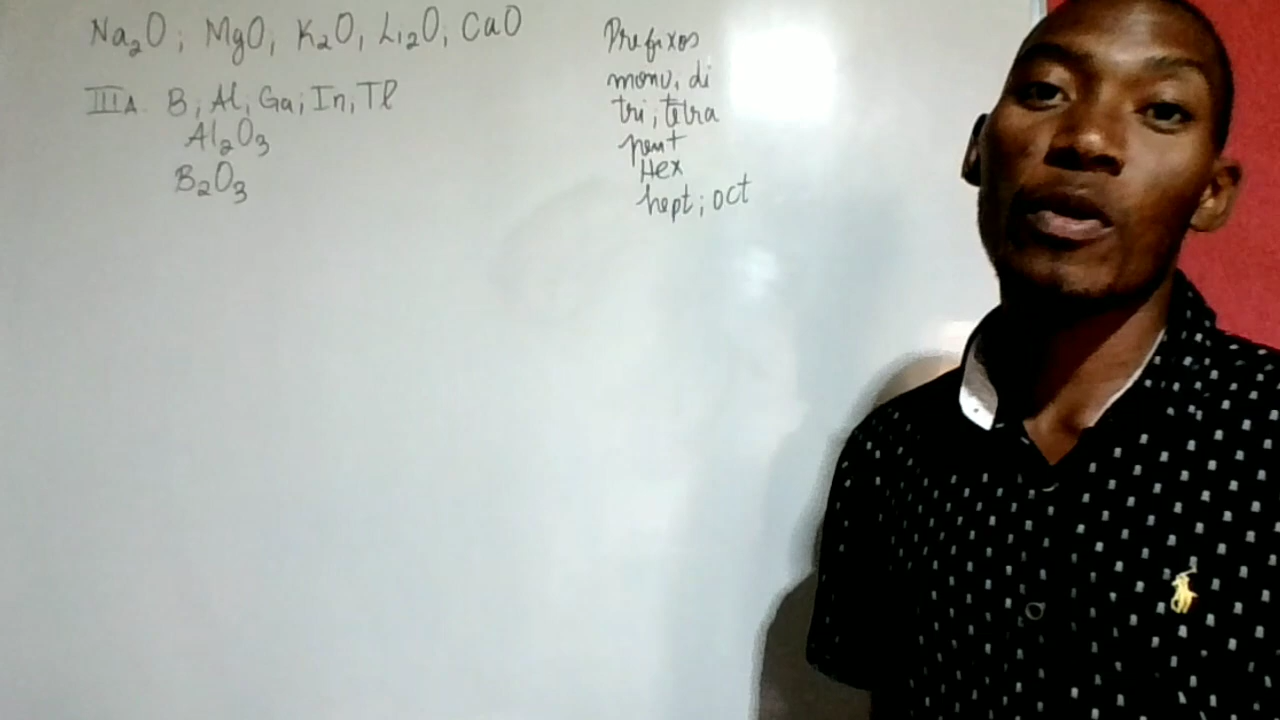 Na₂O; MgO, K₂O, Li₂O, CaO
IIIA. B, Al, Ga, In, Tl
Al₂O₃
B₂O₃
Prefixos
mono, di
tri, tetra
pent
Hex
hept; oct